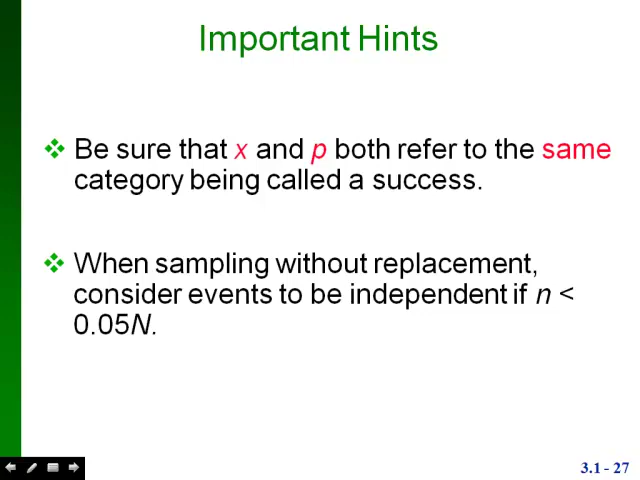 Important Hints
Be sure that x and p both refer to the same
category being called a success.
When sampling without replacement,
consider events to be independent if n <
0.05N.
3.1 - 27